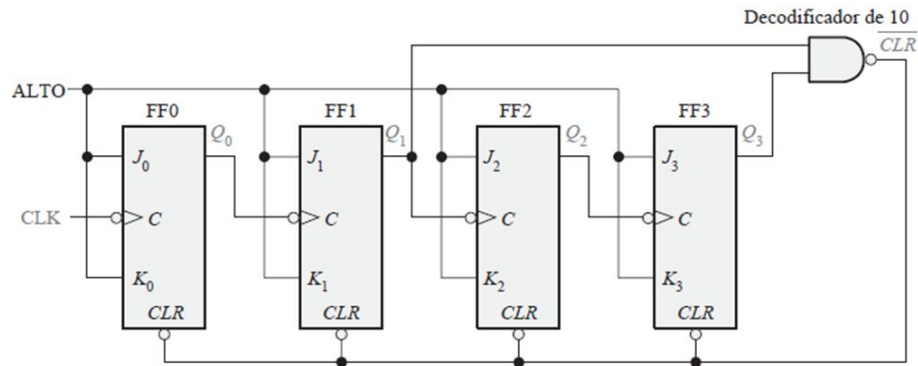 Decodificador de 10
CLR
ALTO
FF0 FF1 FF2 FF3
Q0 Q1 Q2 Q3
J0 J1 J2 J3
CLK C C C C
K0 K1 K2 K3
CLR CLR CLR CLR